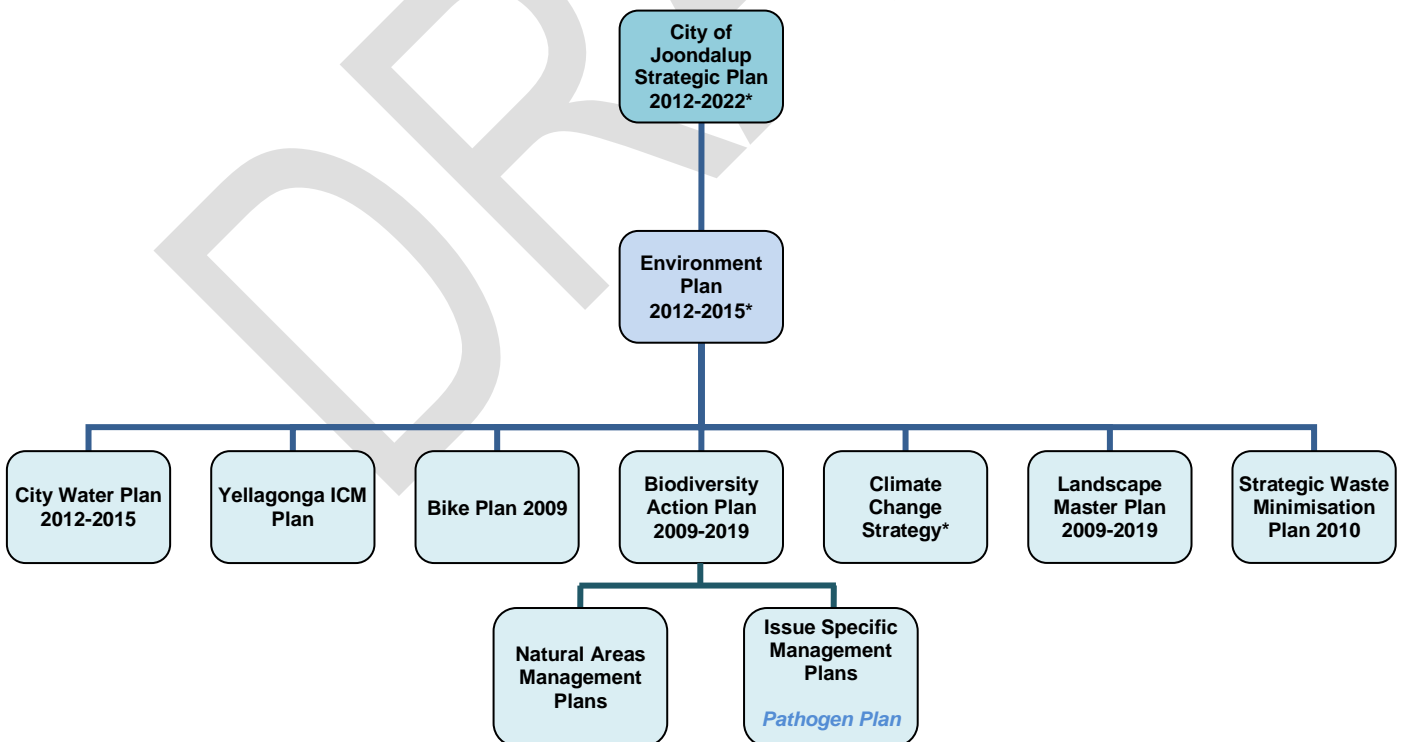 City of
Joondalup
Strategic Plan
2012-2022*
Environment
Plan
2012-2015*
City Water Plan
2012-2015
Yellagonga ICM
Plan
Bike Plan 2009
Biodiversity
Action Plan
2009-2019
Climate
Change
Strategy*
Landscape
Master Plan
2009-2019
Strategic Waste
Minimisation
Plan 2010
Natural Areas
Management
Plans
Issue Specific
Management
Plans
Pathogen Plan